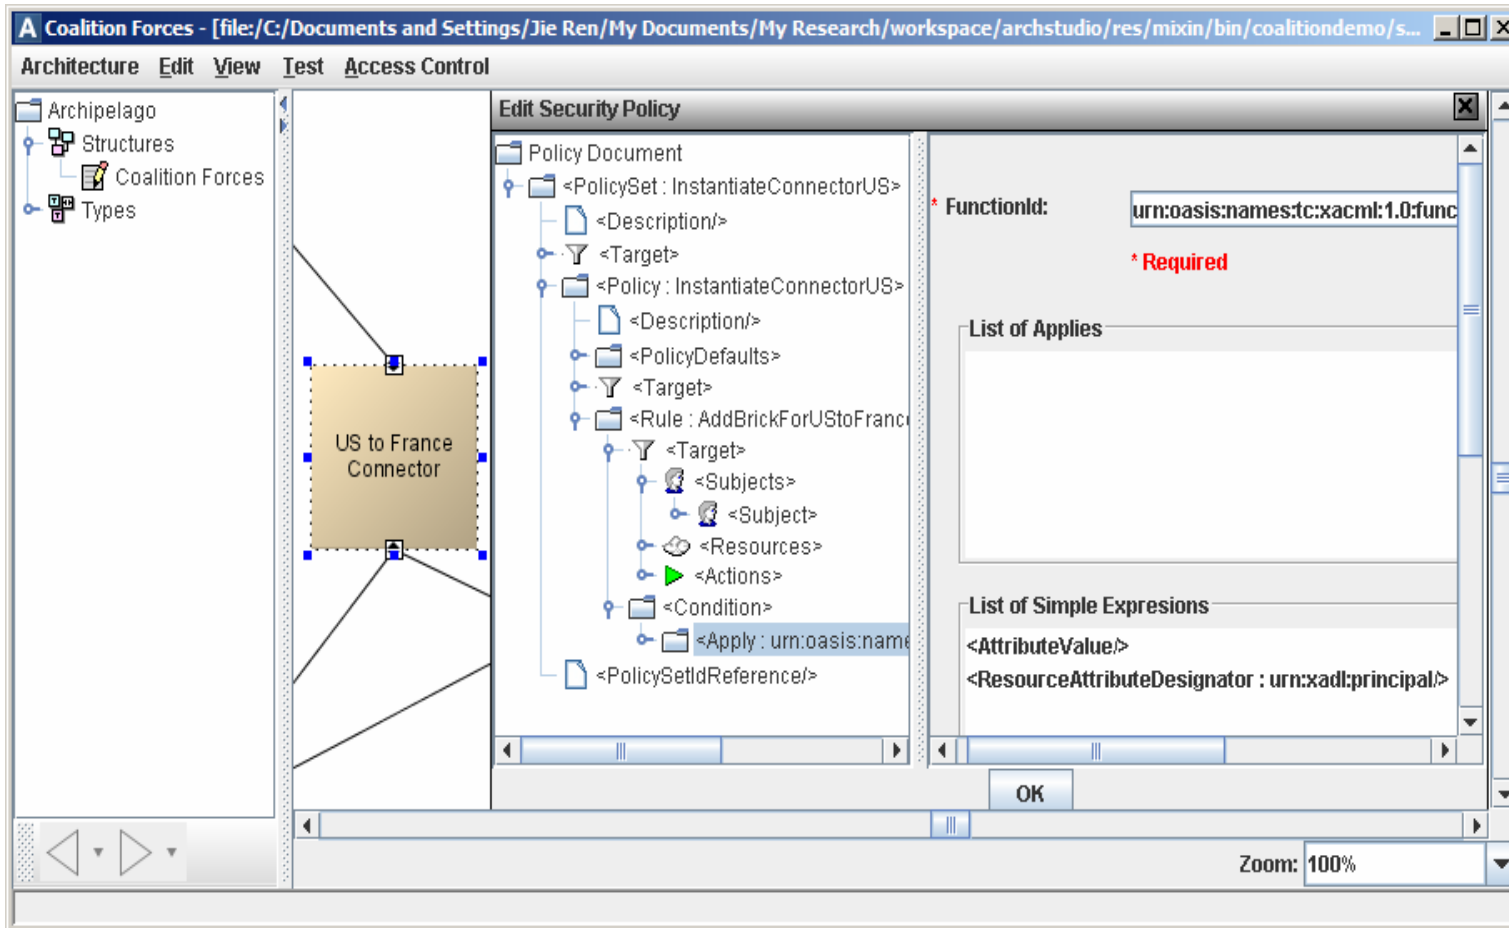 Coalition Forces - [file:/C:/Documents and Settings/Jie Ren/My Documents/My Research/workspace/archstudio/res/mixin/bin/coalitiondemo/s...
Architecture Edit View Test Access Control
Archipelago
Structures
Coalition Forces
Types
US to France
Connector
Edit Security Policy
Policy Document
<PolicySet : InstantiateConnectorUS>
<Description/>
<Target>
<Policy : InstantiateConnectorUS>
<Description/>
<PolicyDefaults>
<Target>
<Rule : AddBrickForUStoFranc
<Target>
<Subjects>
<Subject>
<Resources>
<Actions>
<Condition>
<Apply : urn:oasis:name
<PolicySetIdReference/>
* FunctionId: urn:oasis:names:tc:xacml:1.0:func
* Required
List of Applies
List of Simple Expresions
<AttributeValue/>
<ResourceAttributeDesignator : urn:xadl:principal/>
OK
Zoom: 100%